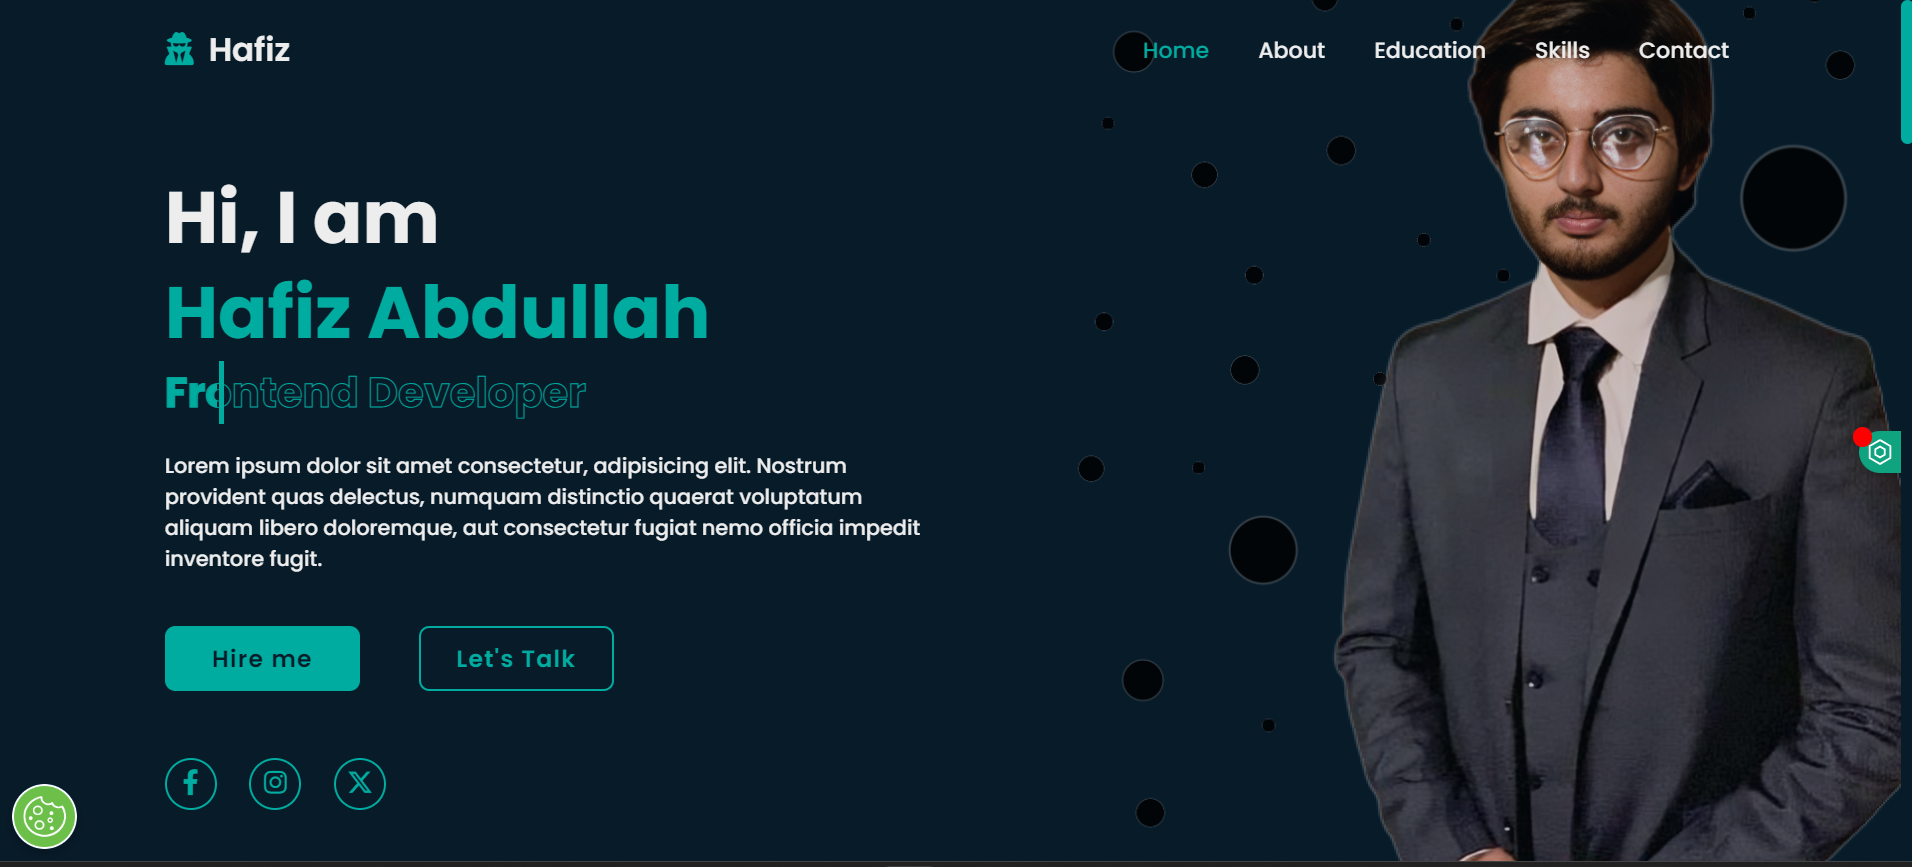 Hafiz
Home About Education Skills Contact
Hi, I am
Hafiz Abdullah
Frontend Developer
Lorem ipsum dolor sit amet consectetur, adipisicing elit. Nostrum
provident quas delectus, numquam distinctio quaerat voluptatum
aliquam libero doloremque, aut consectetur fugiat nemo officia impedit
inventore fugit.
Hire me Let's Talk